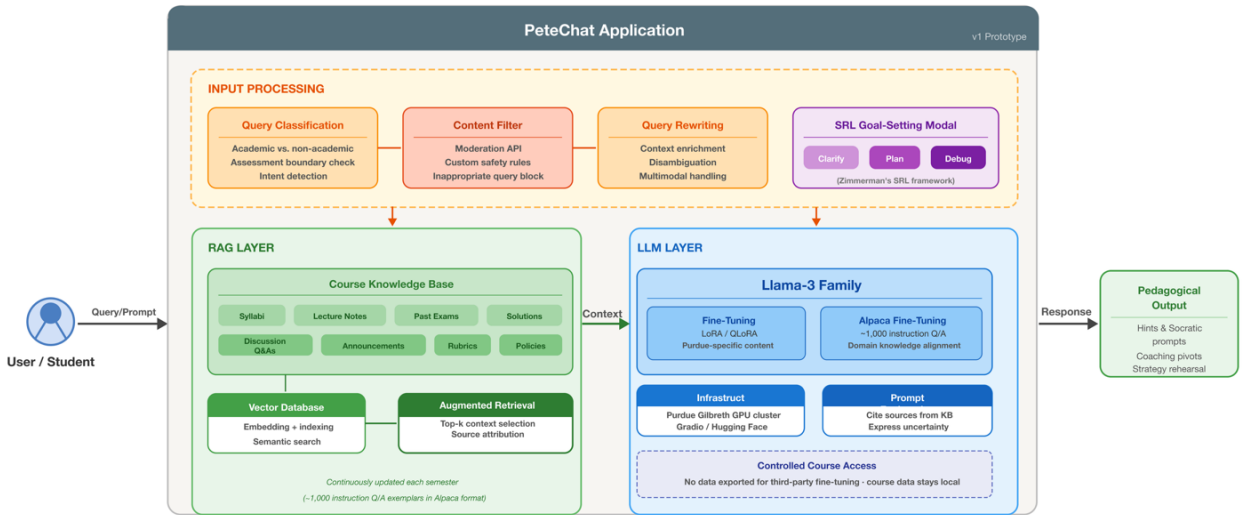 PeteChat Application
v1 Prototype
INPUT PROCESSING
Query Classification
Academic vs. non-academic
Assessment boundary check
Intent detection
Content Filter
Moderation API
Custom safety rules
Inappropriate query block
Query Rewriting
Context enrichment
Disambiguation
Multimodal handling
SRL Goal-Setting Modal
Clarify
Plan
Debug
(Zimmerman's SRL framework)
User / Student
Query/Prompt
RAG LAYER
Course Knowledge Base
Syllabi
Lecture Notes
Past Exams
Solutions
Discussion
Q&As
Announcements
Rubrics
Policies
Vector Database
Embedding + indexing
Semantic search
Augmented Retrieval
Top-k context selection
Source attribution
Continuously updated each semester
(~1,000 instruction Q/A exemplars in Alpaca format)
Context
LLM LAYER
Llama-3 Family
Fine-Tuning
LoRA / QLoRA
Purdue-specific content
Alpaca Fine-Tuning
~1,000 instruction Q/A
Domain knowledge alignment
Infrastruct
Purdue Gilbreth GPU cluster
Gradio / Hugging Face
Prompt
Cite sources from KB
Express uncertainty
Controlled Course Access
No data exported for third-party fine-tuning · course data stays local
Response
Pedagogical
Output
Hints & Socratic
prompts
Coaching pivots
Strategy rehearsal